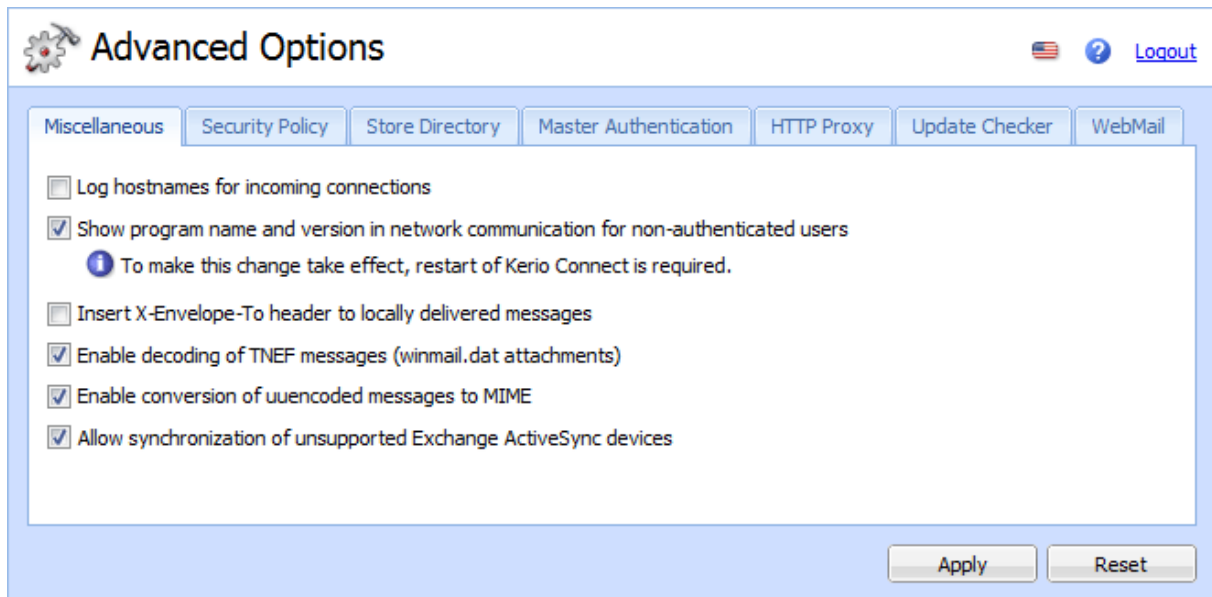 Advanced Options
Logout
Miscellaneous Security Policy Store Directory Master Authentication HTTP Proxy Update Checker WebMail
Log hostnames for incoming connections
Show program name and version in network communication for non-authenticated users
To make this change take effect, restart of Kerio Connect is required.
Insert X-Envelope-To header to locally delivered messages
Enable decoding of TNEF messages (winmail.dat attachments)
Enable conversion of uuencoded messages to MIME
Allow synchronization of unsupported Exchange ActiveSync devices
Apply Reset